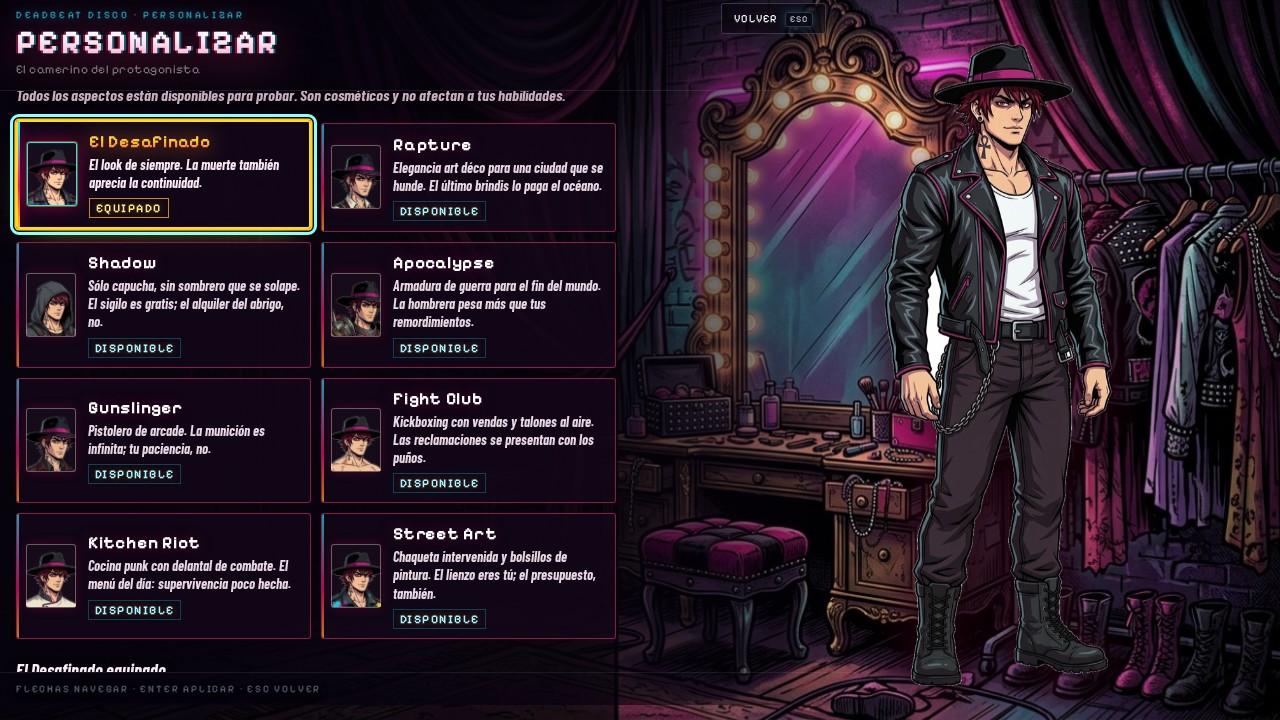 DEADBEAT DISCO · PERSONALIZAR
PERSONALIZAR
El camerino del protagonista
VOLVER ESC
Todos los aspectos están disponibles para probar. Son cosméticos y no afectan a tus habilidades.
El Desafinado
El look de siempre. La muerte también
aprecia la continuidad.
EQUIPADO
Rapture
Elegancia art déco para una ciudad que se
hunde. El último brindis lo paga el océano.
DISPONIBLE
Shadow
Sólo capucha, sin sombrero que se solape.
El sigilo es gratis; el alquiler del abrigo,
no.
DISPONIBLE
Apocalypse
Armadura de guerra para el fin del mundo.
La hombrera pesa más que tus
remordimientos.
DISPONIBLE
Gunslinger
Pistolero de arcade. La munición es
infinita; tu paciencia, no.
DISPONIBLE
Fight Club
Kickboxing con vendas y talones al aire.
Las reclamaciones se presentan con los
puños.
DISPONIBLE
Kitchen Riot
Cocina punk con delantal de combate. El
menú del día: supervivencia poco hecha.
DISPONIBLE
Street Art
Chaqueta intervenida y bolsillos de
pintura. El lienzo eres tú; el presupuesto,
también.
DISPONIBLE
El Desafinado equipado
FLECHAS NAVEGAR · ENTER APLICAR · ESC VOLVER